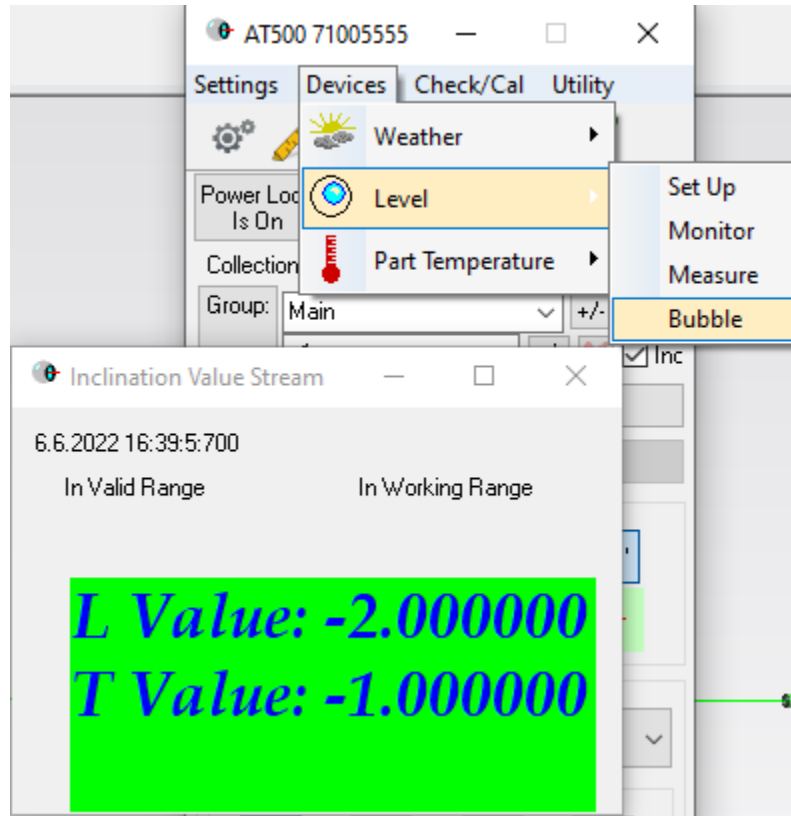 AT500 71005555
Settings Devices Check/Cal Utility
Weather
Power Loc
Is On
Level
Set Up
Monitor
Collection
Part Temperature
Measure
Group: Main +/-
Bubble
Inclination Value Stream
Inc
6.6.2022 16:39:5:700
In Valid Range In Working Range
L Value: -2.000000
T Value: -1.000000